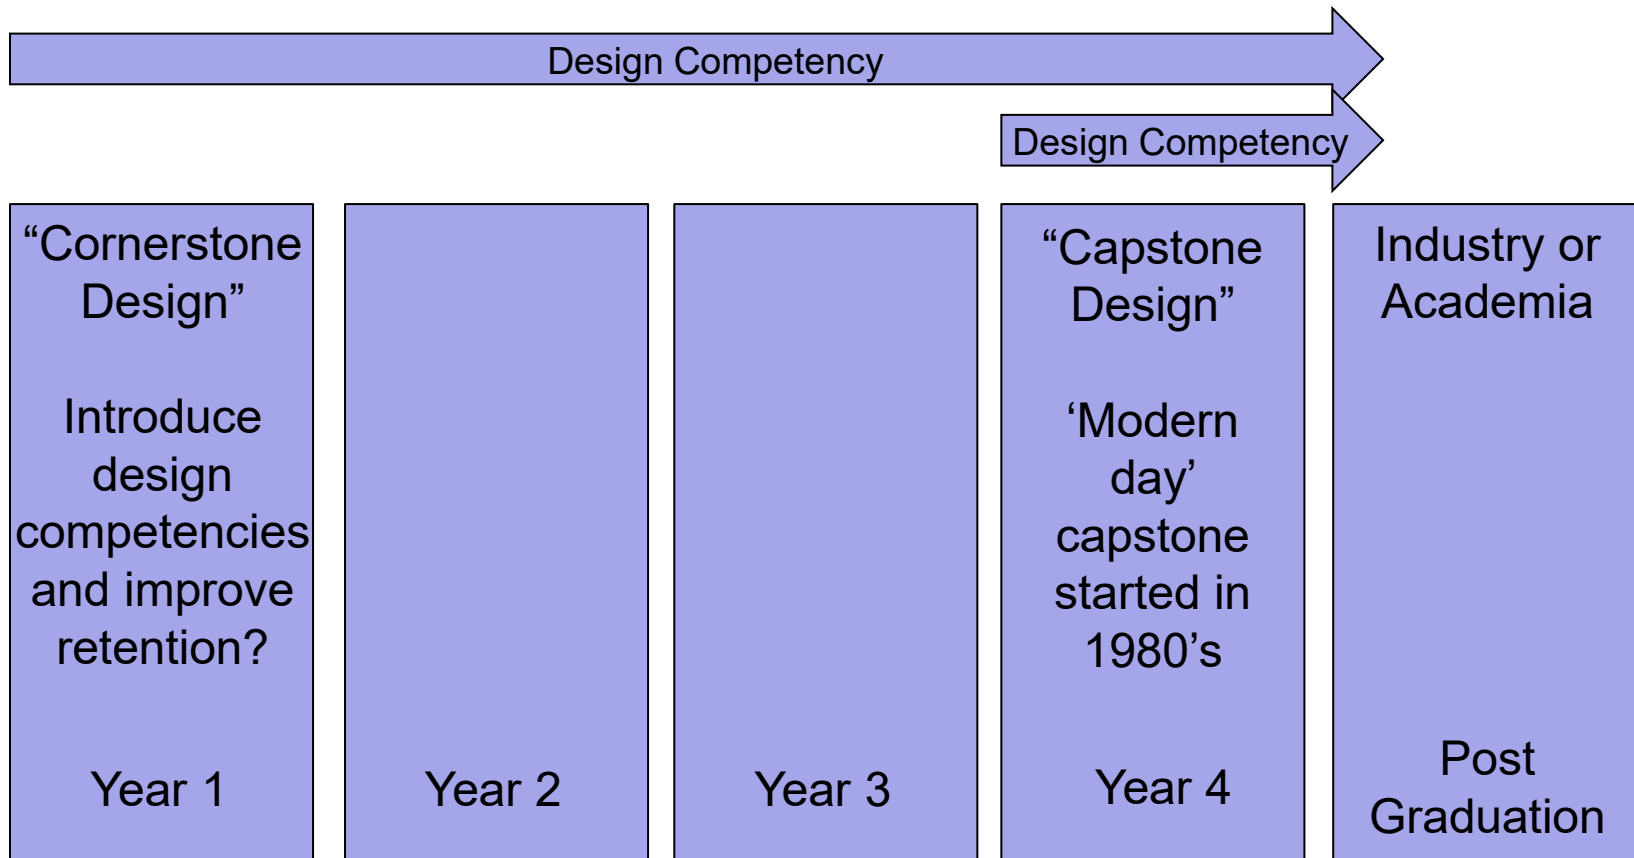 Design Competency
Design Competency
“Cornerstone
Design”
Introduce
design
competencies
and improve
retention?
Year 1
Year 2
Year 3
“Capstone
Design”
‘Modern
day’
capstone
started in
1980’s
Year 4
Industry or
Academia
Post
Graduation